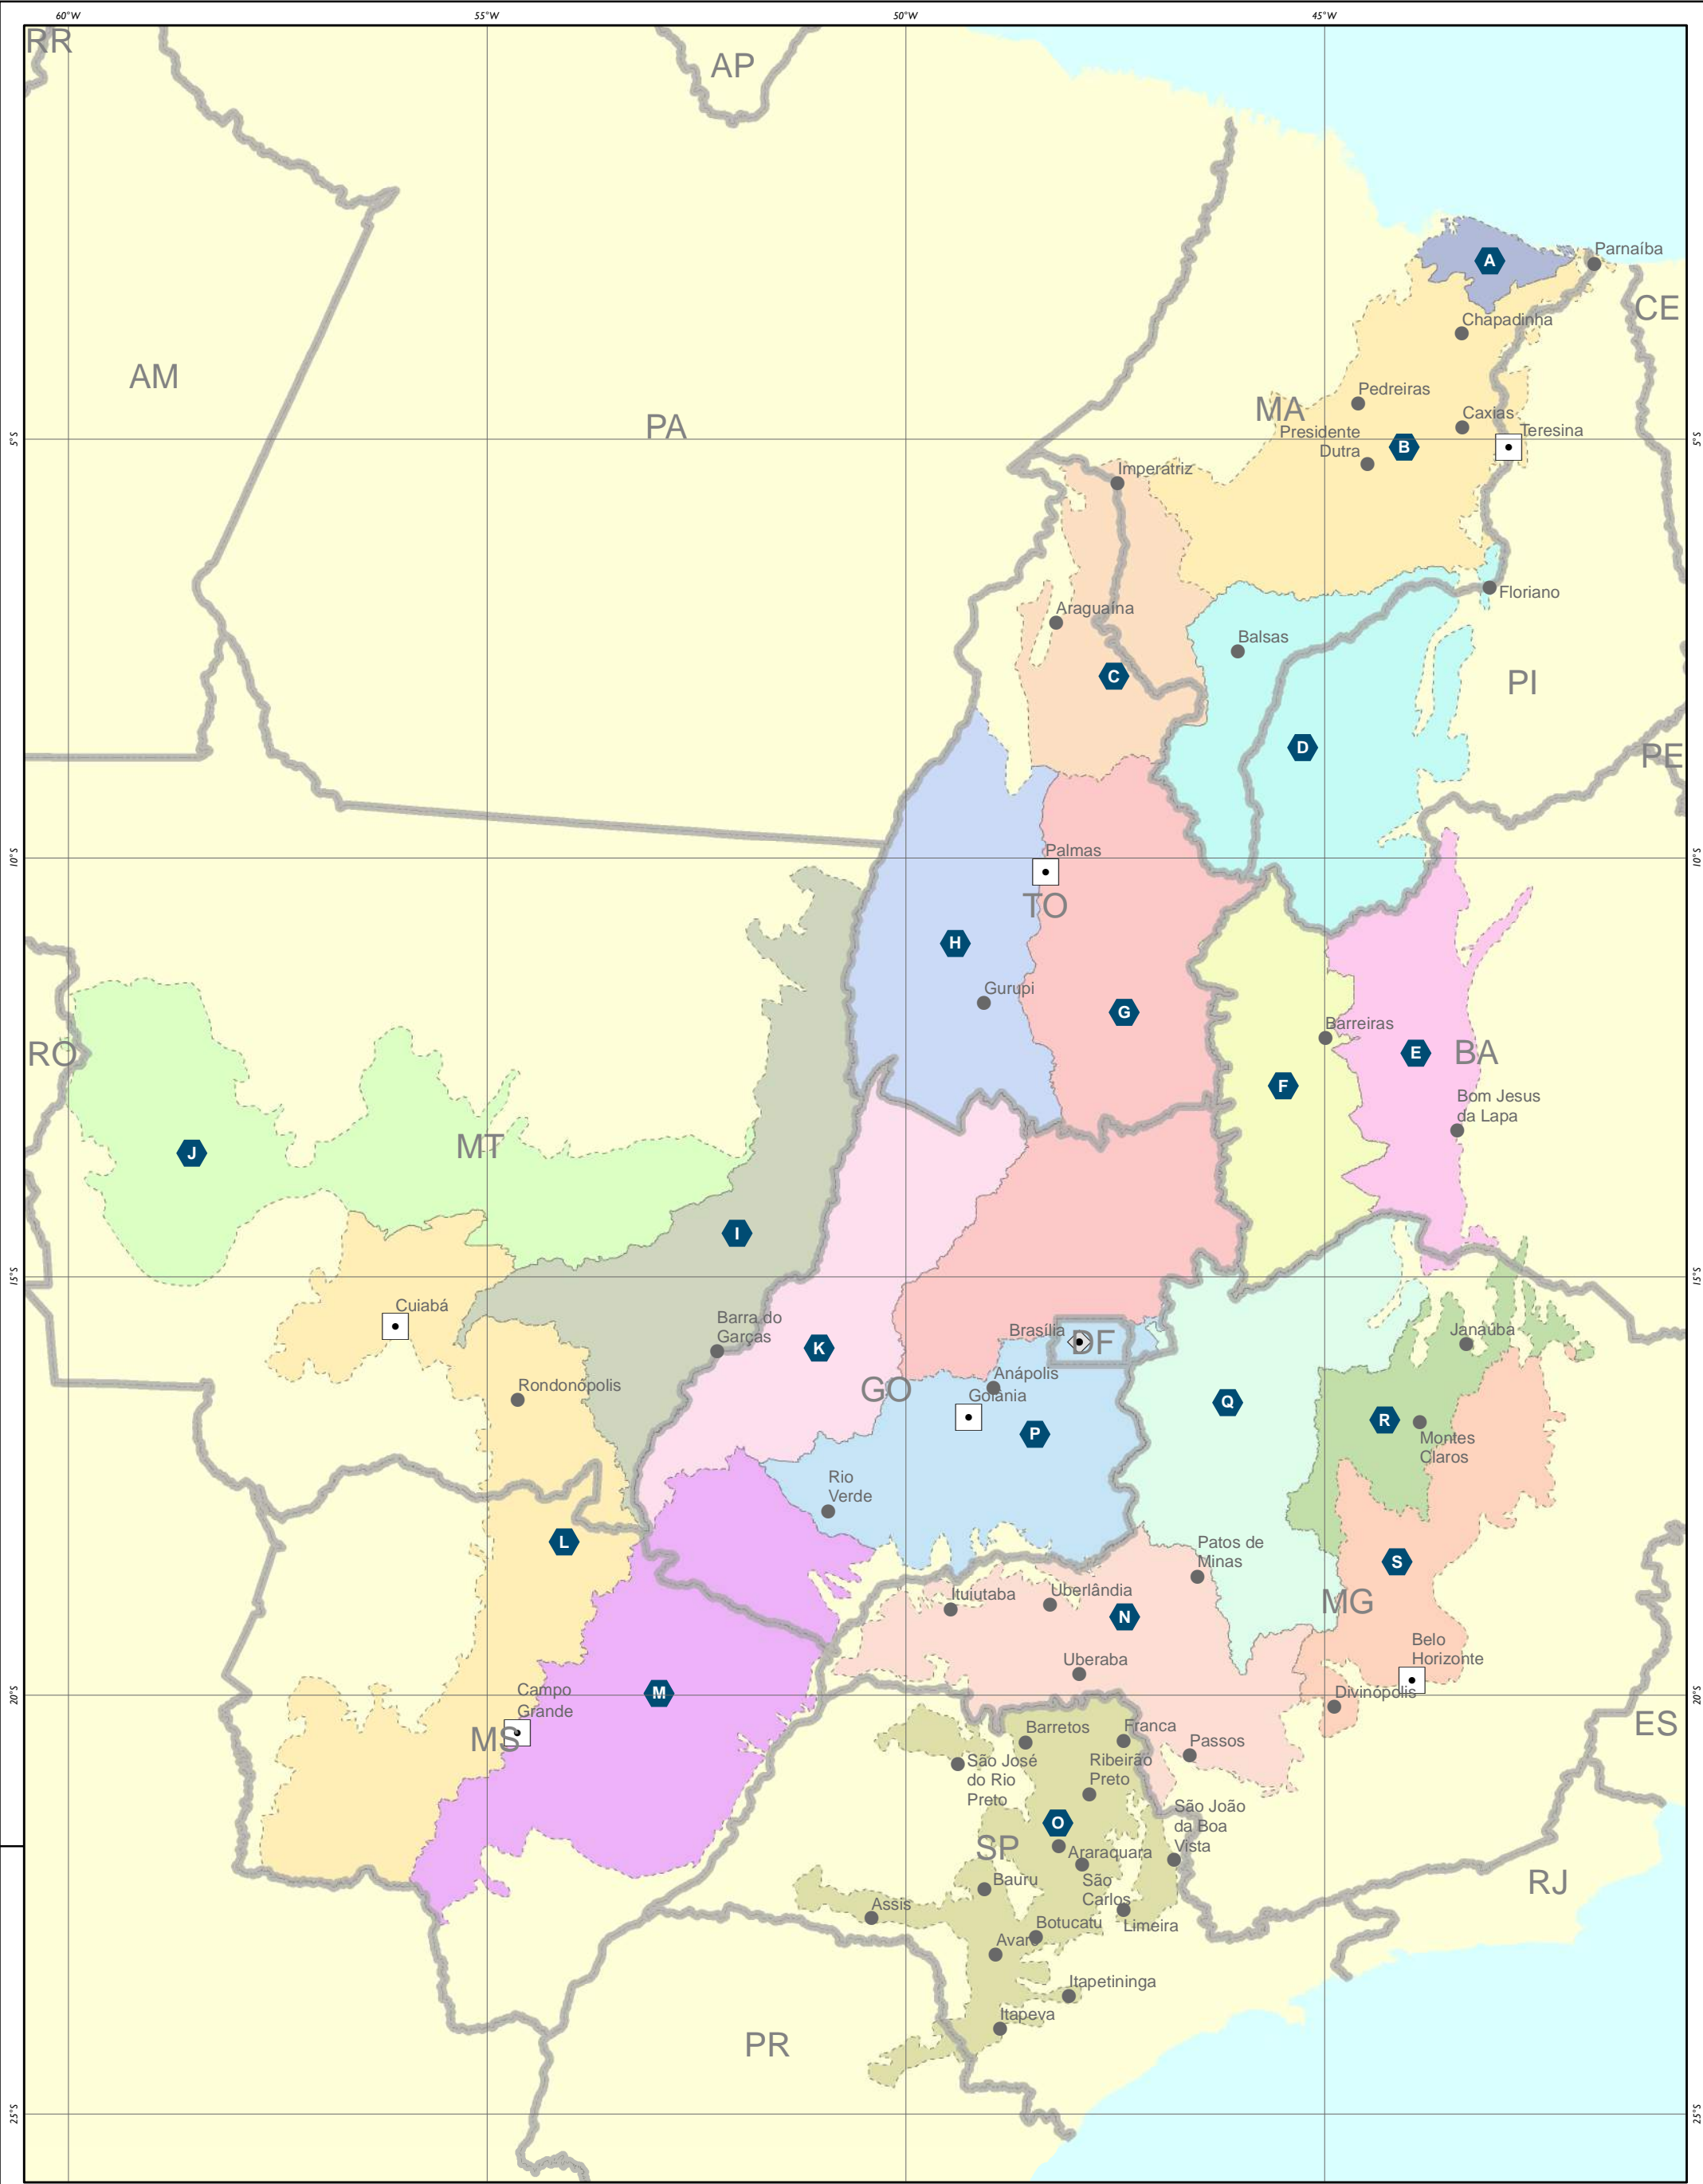 60°W
55°W
50°W
45°W
RR
AP
A
Parnaíba
CE
Chapadinha
AM
Pedreiras
MA
Caxias
PA
Presidente
Dutra
Teresina
5°S
5°S
B
Imperatriz
Floriano
Araguaína
Balsas
C
PI
D
PE
Palmas
10°S
10°S
TO
H
Gurupi
G
Barreiras
RO
E
BA
F
Bom Jesus
da Lapa
MT
J
I
15°S
15°S
Cuiabá
Barra do
Garças
Brasília
DF
Janaúba
K
Anápolis
Rondonópolis
GO
Goiânia
Q
R
P
Montes
Claros
Rio
Verde
L
Patos de
Minas
S
Ituiutaba
Uberlândia
N
MG
Belo
Horizonte
Uberaba
M
Campo
Grande
20°S
20°S
Divinópolis
MS
Barretos
Franca
ES
Passos
São José
do Rio
Preto
Ribeirão
Preto
São João
da Boa
Vista
O
SP
Araraquara
Bauru
São
Carlos
RJ
Assis
Botucatu
Limeira
Avaré
Itapetininga
Itapeva
PR
25°S
25°S